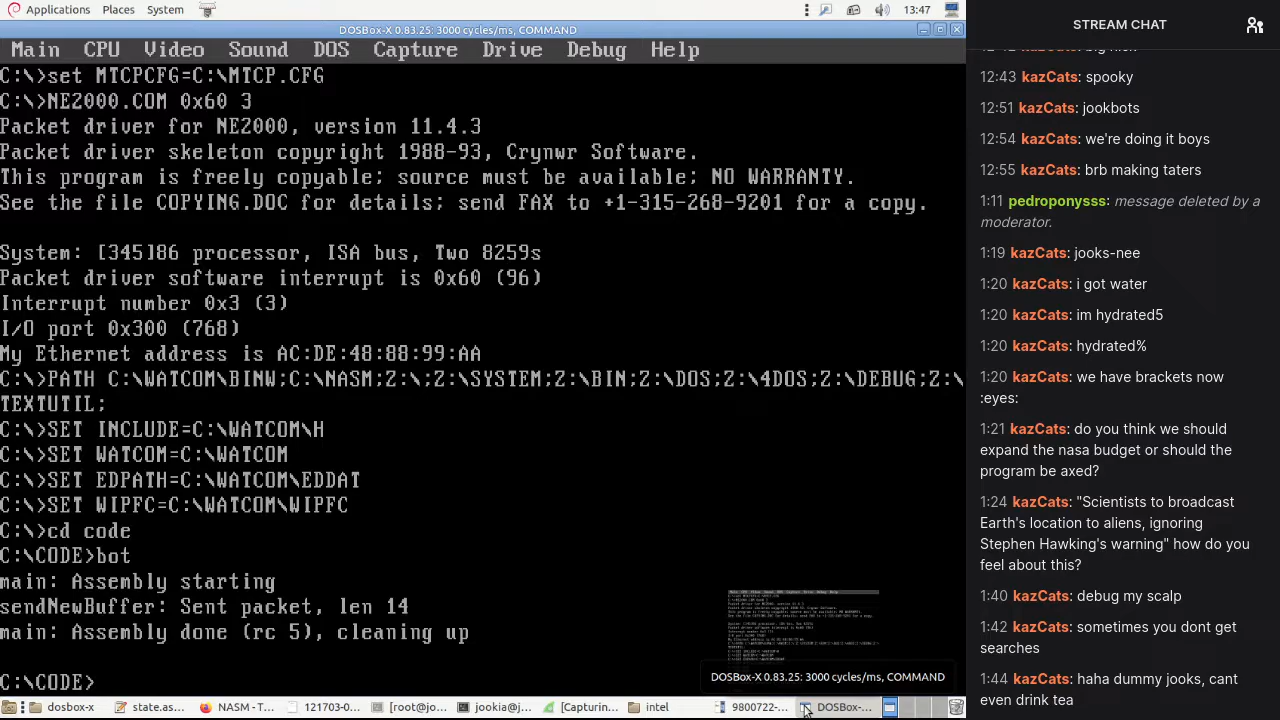 Applications Places System 13:47
DOSBox-X 0.83.25: 3000 cycles/ms, COMMAND
Main CPU Video Sound DOS Capture Drive Debug Help
C:\>set MTCPCFG=C:\MTCP.CFG
C:\>NE2000.COM 0x60 3
Packet driver for NE2000, version 11.4.3
Packet driver skeleton copyright 1988-93, Crynwr Software.
This program is freely copyable; source must be available; NO WARRANTY.
See the file COPYING.DOC for details; send FAX to +1-315-268-9201 for a copy.
System: [345]86 processor, ISA bus, Two 8259s
Packet driver software interrupt is 0x60 (96)
Interrupt number 0x3 (3)
I/O port 0x300 (768)
My Ethernet address is AC:DE:48:88:99:AA
C:\>PATH C:\WATCOM\BINW;C:\NASM;Z:\;Z:\SYSTEM;Z:\BIN;Z:\DOS;Z:\4DOS;Z:\DEBUG;Z:\
TEXTUTIL;
C:\>SET INCLUDE=C:\WATCOM\H
C:\>SET WATCOM=C:\WATCOM
C:\>SET EDPATH=C:\WATCOM\EDDAT
C:\>SET WIPFC=C:\WATCOM\WIPFC
C:\>cd code
C:\CODE>bot
main: Assembly starting
sendNetBuffer: Sent packet, len 14
main: Assembly done (ax 53), cleaning up
C:\CODE>
DOSBox-X 0.83.25: 3000 cycles/ms, COMMAND
dosbox-x state.as... NASM - T... 121703-0... [root@jo... jookia@j... [Capturin... intel 9800722-... DOSBox-...
STREAM CHAT
12:43 kazCats: spooky
12:51 kazCats: jookbots
12:54 kazCats: we're doing it boys
12:55 kazCats: brb making taters
1:11 pedroponysss: message deleted by a
moderator.
1:19 kazCats: jooks-nee
1:20 kazCats: i got water
1:20 kazCats: im hydrated5
1:20 kazCats: hydrated%
1:20 kazCats: we have brackets now
:eyes:
1:21 kazCats: do you think we should
expand the nasa budget or should the
program be axed?
1:24 kazCats: "Scientists to broadcast
Earth's location to aliens, ignoring
Stephen Hawking's warning" how do you
feel about this?
1:40 kazCats: debug my scalp
1:42 kazCats: sometimes you just ctrl f
searches
1:44 kazCats: haha dummy jooks, cant
even drink tea